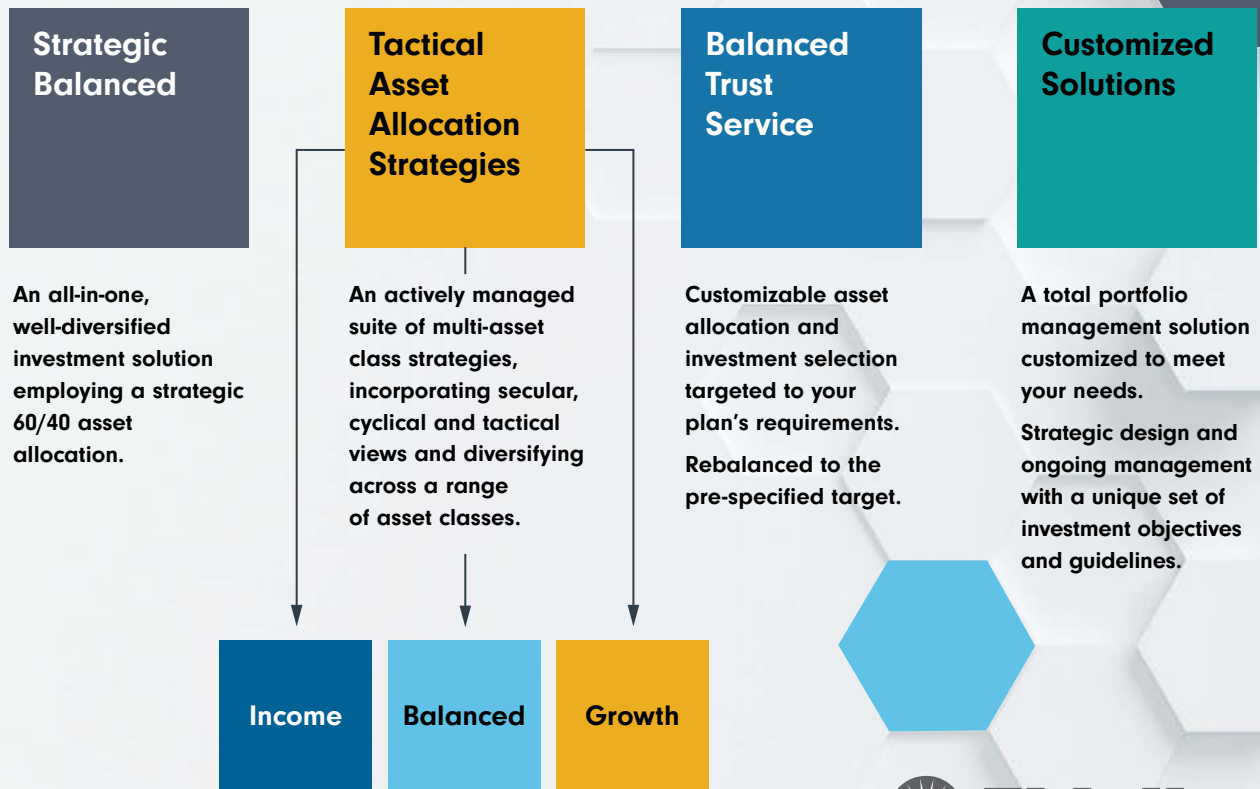 Strategic
Balanced
An all-in-one,
well-diversified
investment solution
employing a strategic
60/40 asset
allocation.
Tactical
Asset
Allocation
Strategies
An actively managed
suite of multi-asset
class strategies,
incorporating secular,
cyclical and tactical
views and diversifying
across a range
of asset classes.
Balanced
Trust
Service
Customizable asset
allocation and
investment selection
targeted to your
plan’s requirements.
Rebalanced to the
pre-specified target.
Customized
Solutions
A total portfolio
management solution
customized to meet
your needs.
Strategic design and
ongoing management
with a unique set of
investment objectives
and guidelines.
Income
Balanced
Growth